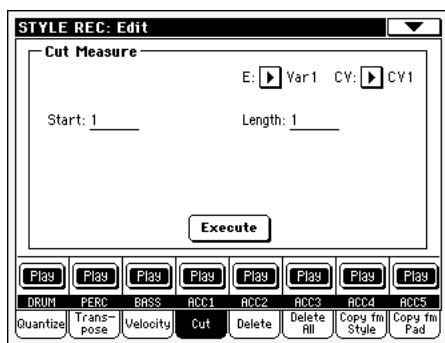 STYLE REC: Edit
Cut Measure
E: Var1 CV: CV1
Start: 1 Length: 1
Execute
Play Play Play Play Play Play Play Play
DRUM PERC BASS ACC1 ACC2 ACC3 ACC4 ACC5
Quantize Trans-pose Velocity Cut Delete Delete All Copy fm Style Copy fm Pad